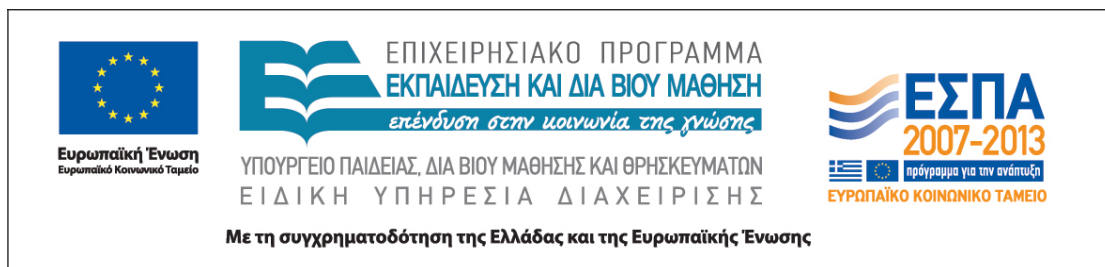 Ευρωπαϊκή Ένωση
Ευρωπαϊκό Κοινωνικό Ταμείο
ΕΠΙΧΕΙΡΗΣΙΑΚΟ ΠΡΟΓΡΑΜΜΑ
ΕΚΠΑΙΔΕΥΣΗ ΚΑΙ ΔΙΑ ΒΙΟΥ ΜΑΘΗΣΗ
επένδυση στην κοινωνία της γνώσης
ΥΠΟΥΡΓΕΙΟ ΠΑΙΔΕΙΑΣ, ΔΙΑ ΒΙΟΥ ΜΑΘΗΣΗΣ ΚΑΙ ΘΡΗΣΚΕΥΜΑΤΩΝ
ΕΙΔΙΚΗ ΥΠΗΡΕΣΙΑ ΔΙΑΧΕΙΡΙΣΗΣ
ΕΣΠΑ
2007-2013
πρόγραμμα για την ανάπτυξη
ΕΥΡΩΠΑΪΚΟ ΚΟΙΝΩΝΙΚΟ ΤΑΜΕΙΟ
Με τη συγχρηματοδότηση της Ελλάδας και της Ευρωπαϊκής Ένωσης